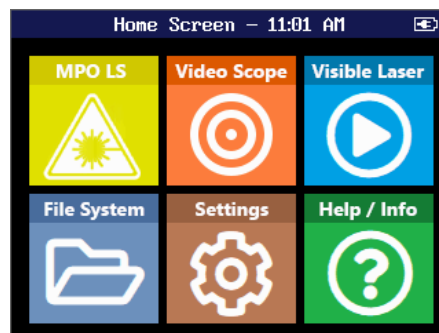 Home Screen – 11:01 AM
MPO LS Video Scope Visible Laser
File System Settings Help / Info